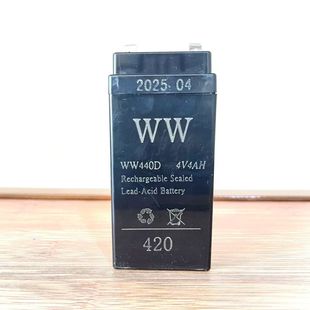 2025.04
WW
WW440D 4V4AH
Rechargeable Sealed
Lead-Acid Battery
420